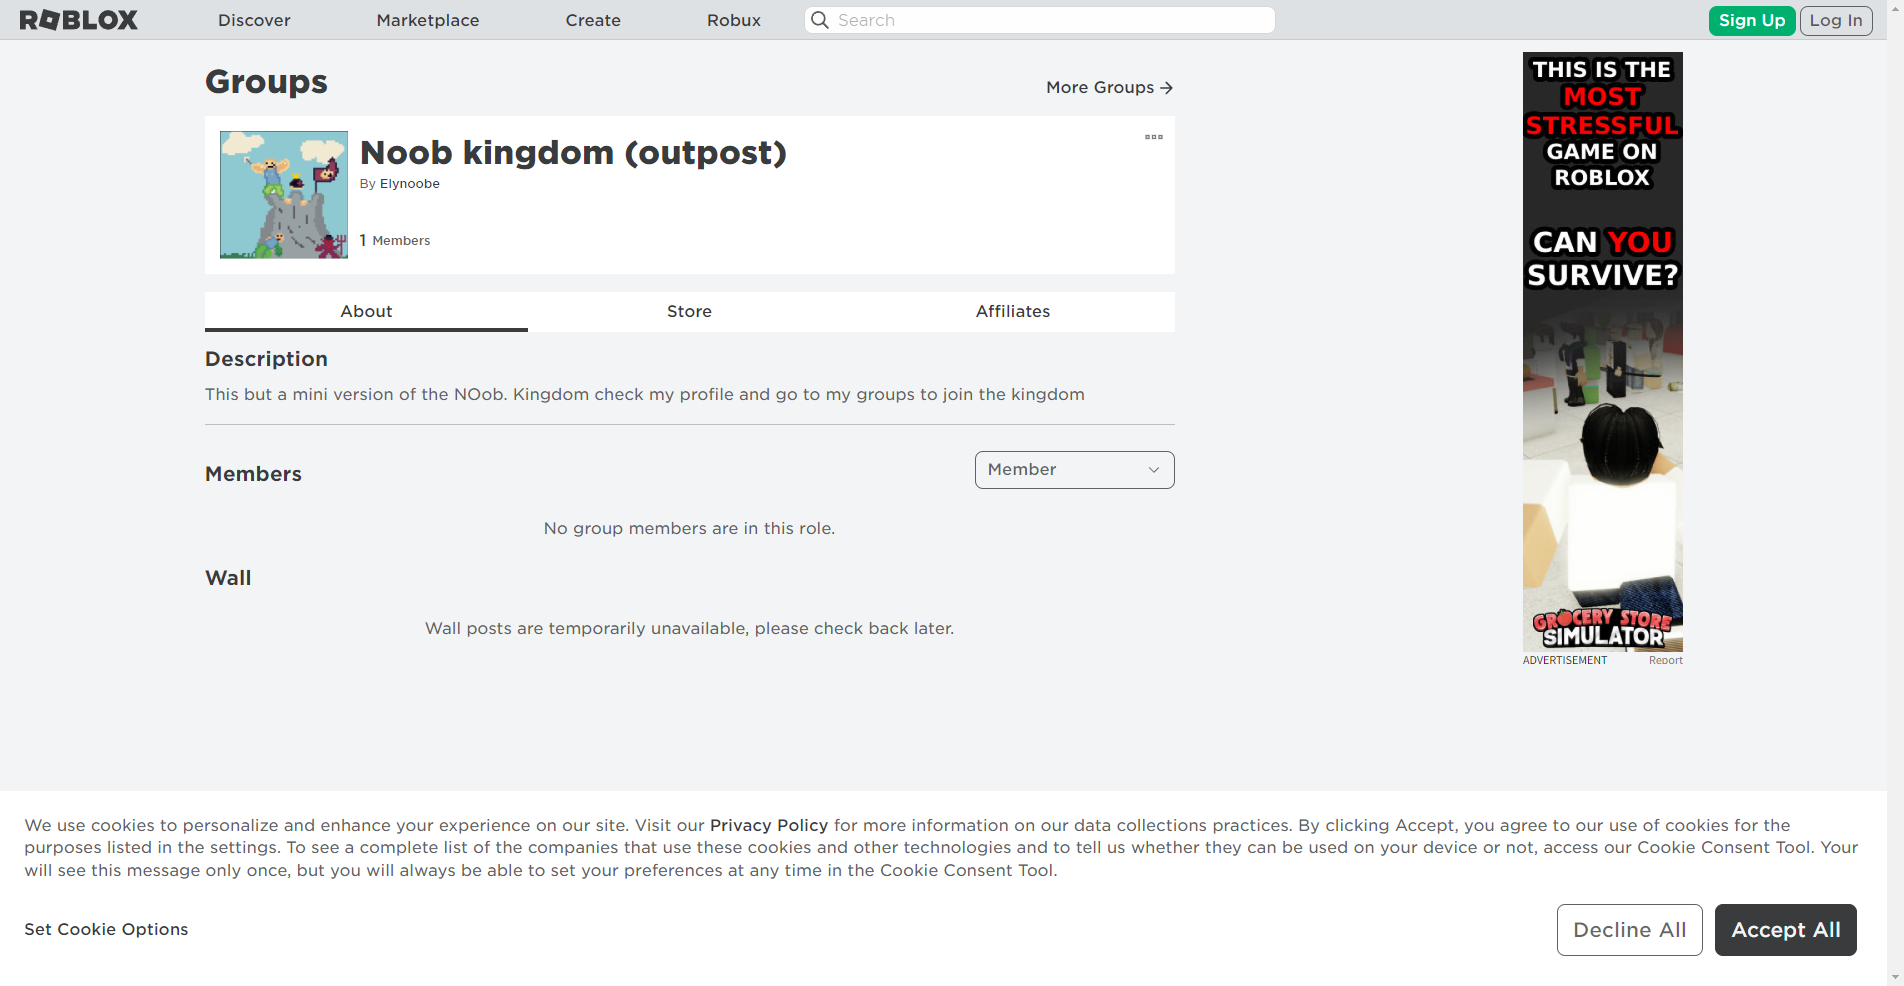 ROBLOX
Discover
Marketplace
Create
Robux
Search
Sign Up
Log In
Groups
More Groups →
Noob kingdom (outpost)
By Elynoobe
1 Members
About
Store
Affiliates
Description
This but a mini version of the NOob. Kingdom check my profile and go to my groups to join the kingdom
Members
Member
No group members are in this role.
Wall
Wall posts are temporarily unavailable, please check back later.
THIS IS THE
MOST
STRESSFUL
GAME ON
ROBLOX
CAN YOU
SURVIVE?
GROCERY STORE
SIMULATOR
ADVERTISEMENT
Report
We use cookies to personalize and enhance your experience on our site. Visit our Privacy Policy for more information on our data collections practices. By clicking Accept, you agree to our use of cookies for the
purposes listed in the settings. To see a complete list of the companies that use these cookies and other technologies and to tell us whether they can be used on your device or not, access our Cookie Consent Tool. Your
will see this message only once, but you will always be able to set your preferences at any time in the Cookie Consent Tool.
Set Cookie Options
Decline All
Accept All